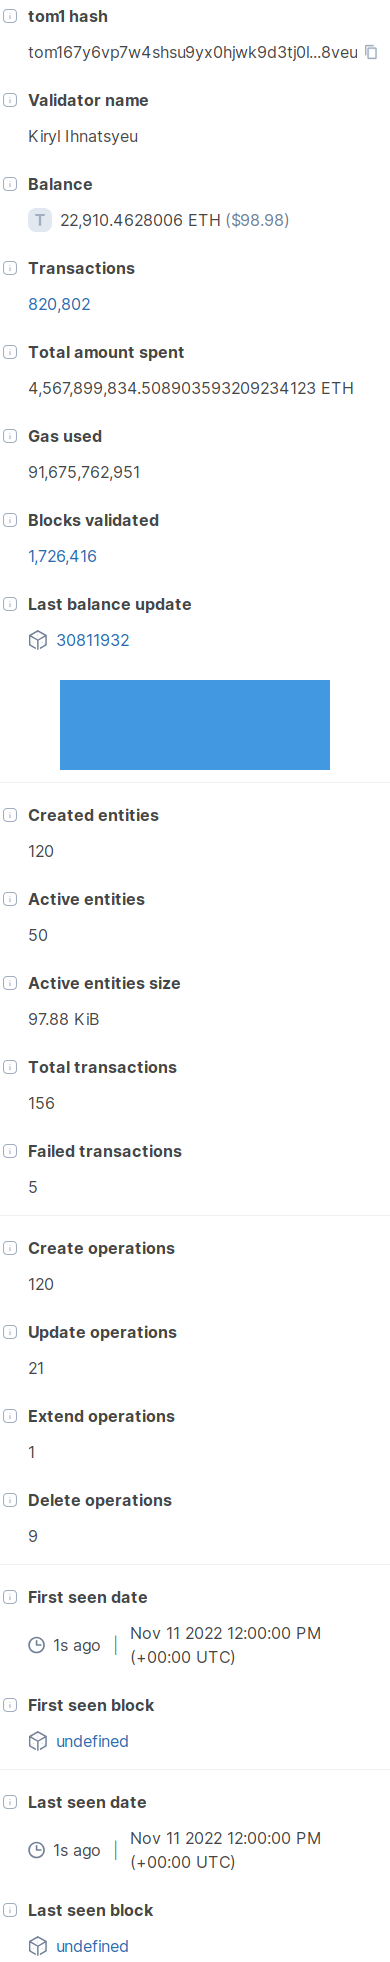 tom1 hash
tom167y6vp7w4shsu9yx0hjwk9d3tj0l...8veu
Validator name
Kiryl Ihnatsyeu
Balance
T 22,910.4628006 ETH ($98.98)
Transactions
820,802
Total amount spent
4,567,899,834.508903593209234123 ETH
Gas used
91,675,762,951
Blocks validated
1,726,416
Last balance update
30811932
Created entities
120
Active entities
50
Active entities size
97.88 KiB
Total transactions
156
Failed transactions
5
Create operations
120
Update operations
21
Extend operations
1
Delete operations
9
First seen date
1s ago | Nov 11 2022 12:00:00 PM
(+00:00 UTC)
First seen block
undefined
Last seen date
1s ago | Nov 11 2022 12:00:00 PM
(+00:00 UTC)
Last seen block
undefined